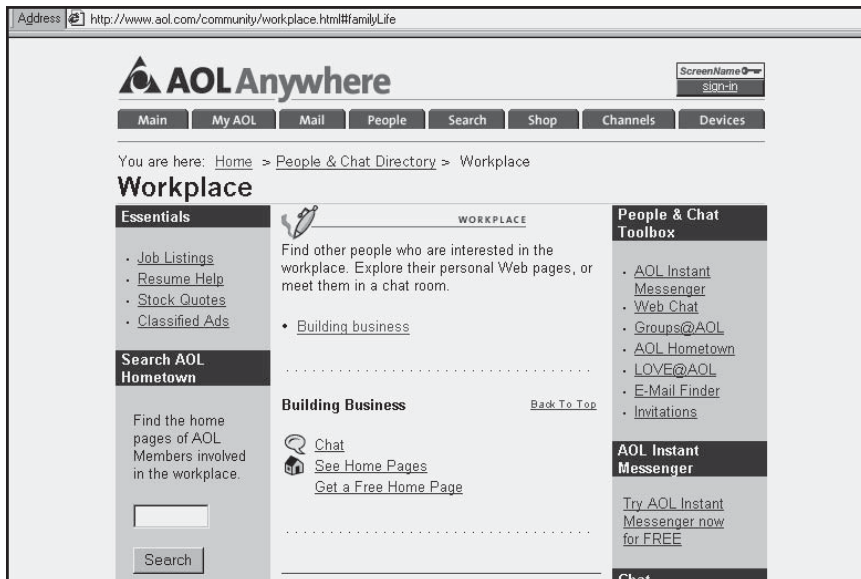 Address http://www.aol.com/community/workplace.html#familyLife
AOL Anywhere
ScreenName
sign-in
Main My AOL Mail People Search Shop Channels Devices
You are here: Home > People & Chat Directory > Workplace
Workplace
Essentials
· Job Listings
· Resume Help
· Stock Quotes
· Classified Ads
Search AOL
Hometown
Find the home
pages of AOL
Members involved
in the workplace.
Search
WORKPLACE
Find other people who are interested in the
workplace. Explore their personal Web pages, or
meet them in a chat room.
• Building business
Building Business Back To Top
Chat
See Home Pages
Get a Free Home Page
People & Chat
Toolbox
· AOL Instant
Messenger
· Web Chat
· Groups@AOL
· AOL Hometown
· LOVE@AOL
· E-Mail Finder
· Invitations
AOL Instant
Messenger
Try AOL Instant
Messenger now
for FREE
Chat